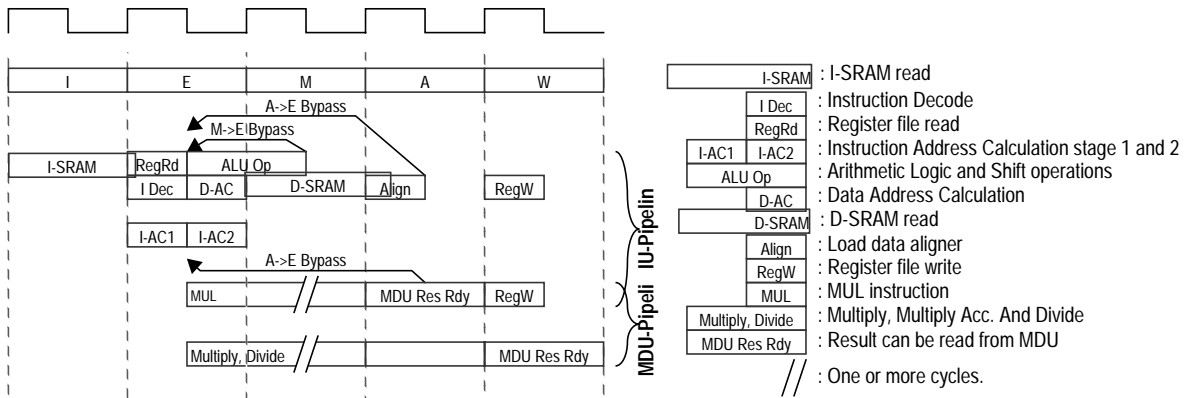 I E M A W
A->E Bypass
M->E Bypass
I-SRAM RegRd ALU Op
I Dec D-AC D-SRAM Align RegW
I-AC1 I-AC2
A->E Bypass
MUL MDU Res Rdy RegW
Multiply, Divide MDU Res Rdy
IU-Pipelin
MDU-Pipeli
I-SRAM : I-SRAM read
I Dec : Instruction Decode
RegRd : Register file read
I-AC1 I-AC2 : Instruction Address Calculation stage 1 and 2
ALU Op : Arithmetic Logic and Shift operations
D-AC : Data Address Calculation
D-SRAM : D-SRAM read
Align : Load data aligner
RegW : Register file write
MUL : MUL instruction
Multiply, Divide : Multiply, Multiply Acc. And Divide
MDU Res Rdy : Result can be read from MDU
: One or more cycles.